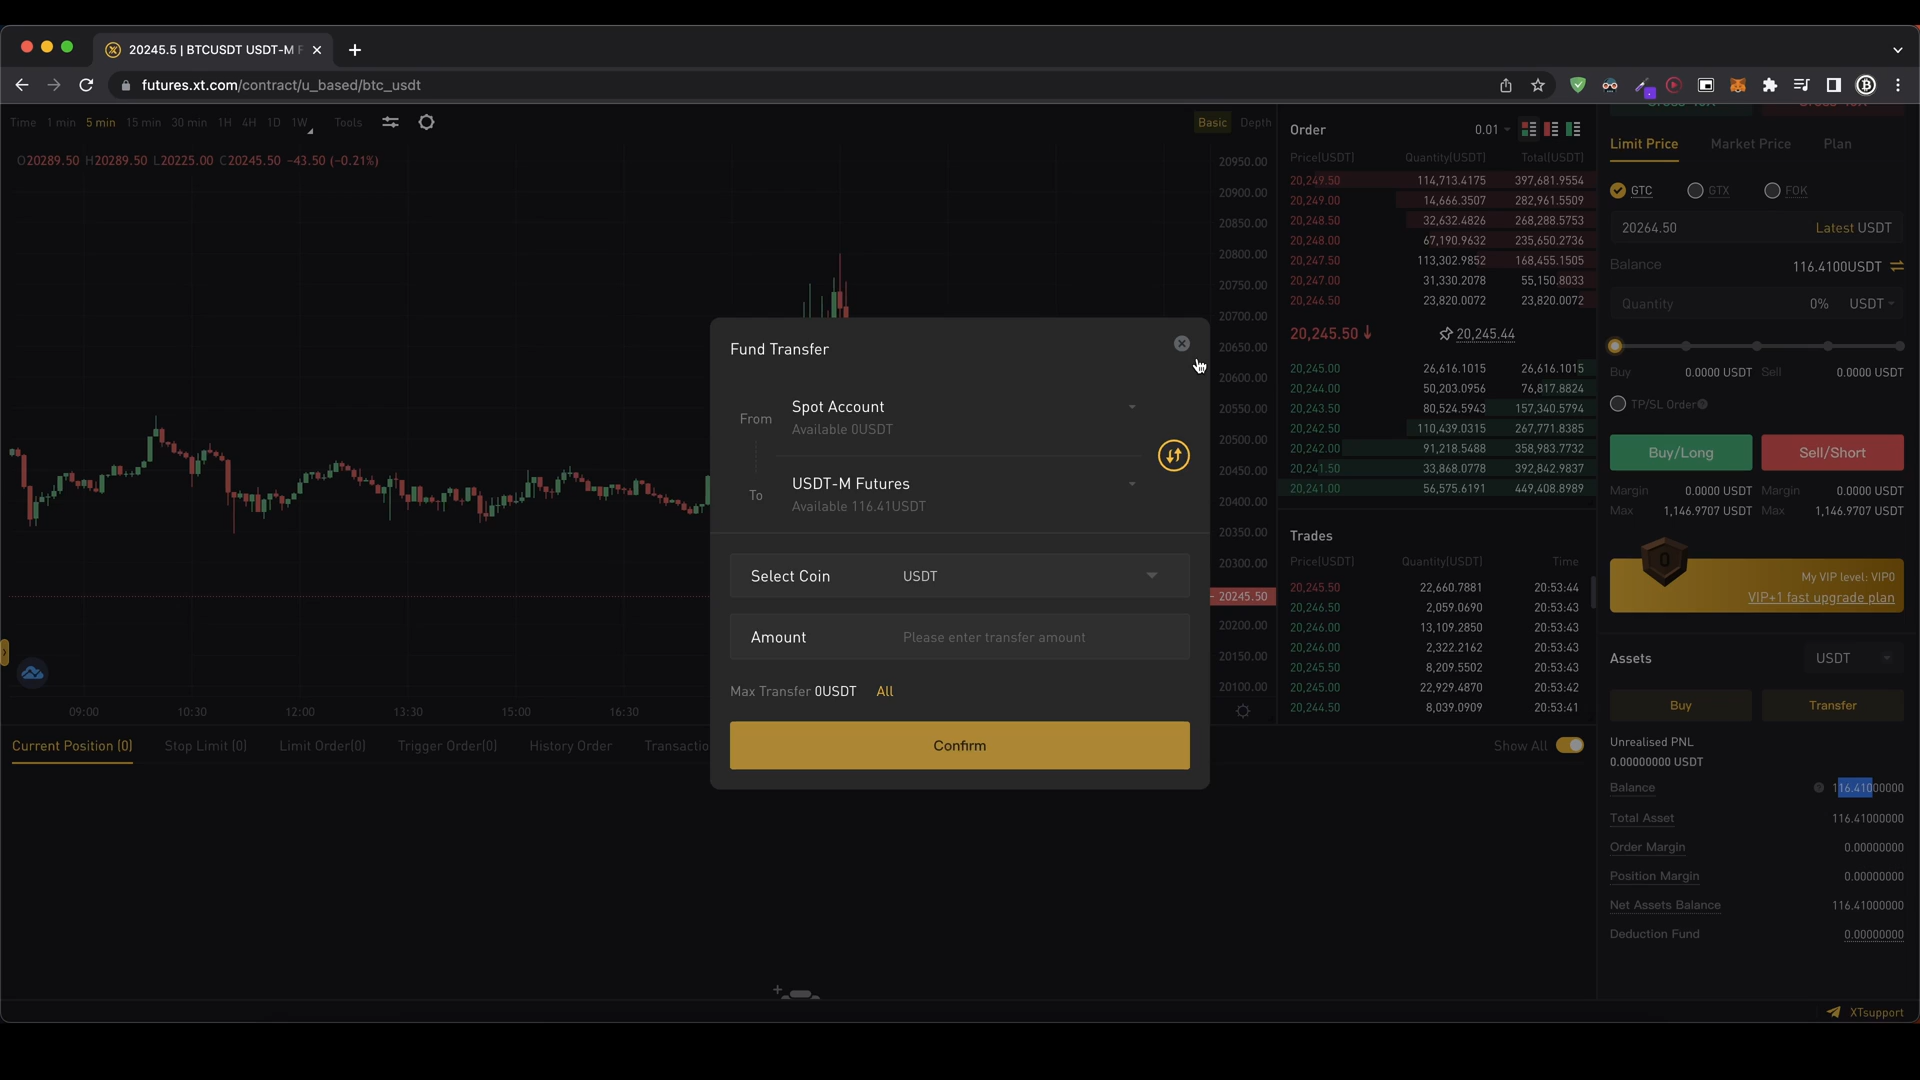 20245.5 | BTCUSDT USDT-M F
futures.xt.com/contract/u_based/btc_usdt
Time 1 min 5 min 15 min 30 min 1H 4H 1D 1W Tools
Basic Depth
O20289.50 H20289.50 L20225.00 C20245.50 −43.50 (−0.21%)
20950.00
20900.00
20850.00
20800.00
20750.00
20700.00
20650.00
20600.00
20550.00
20500.00
20450.00
20400.00
20350.00
20300.00
20245.50
20200.00
20150.00
20100.00
09:00 10:30 12:00 13:30 15:00 16:30
Fund Transfer
From
Spot Account
Available 0USDT
To
USDT-M Futures
Available 116.41USDT
Select Coin USDT
Amount Please enter transfer amount
Max Transfer 0USDT All
Confirm
Current Position (0) Stop Limit (0) Limit Order(0) Trigger Order(0) History Order Transactio
Show All
Order 0.01
Price(USDT) Quantity(USDT) Total(USDT)
20,249.50 114,713.4175 397,681.9554
20,249.00 14,666.3507 282,961.5509
20,248.50 32,632.4826 268,288.5753
20,248.00 67,190.9632 235,650.2736
20,247.50 113,302.9852 168,455.1505
20,247.00 31,330.2078 55,150.8033
20,246.50 23,820.0072 23,820.0072
20,245.50 20,245.44
20,245.00 26,616.1015 26,616.1015
20,244.00 50,203.0956 76,817.8824
20,243.50 80,524.5943 157,340.5794
20,242.50 110,439.0315 267,771.8385
20,242.00 91,218.5488 358,983.7732
20,241.50 33,868.0778 392,842.9837
20,241.00 56,575.6191 449,408.8989
Trades
Price(USDT) Quantity(USDT) Time
20,245.50 22,660.7881 20:53:44
20,246.50 2,059.0690 20:53:43
20,246.00 13,109.2850 20:53:43
20,246.00 2,322.2162 20:53:43
20,245.50 8,209.5502 20:53:43
20,245.00 22,929.4870 20:53:42
20,244.50 8,039.0909 20:53:41
Limit Price Market Price Plan
GTC GTX FOK
20264.50 Latest USDT
Balance 116.4100USDT
Quantity 0% USDT
Buy 0.0000 USDT Sell 0.0000 USDT
TP/SL Order
Buy/Long Sell/Short
Margin 0.0000 USDT Margin 0.0000 USDT
Max 1,146.9707 USDT Max 1,146.9707 USDT
0
My VIP level: VIP0
VIP+1 fast upgrade plan
Assets USDT
Buy Transfer
Unrealised PNL
0.00000000 USDT
Balance 116.41000000
Total Asset 116.41000000
Order Margin 0.00000000
Position Margin 0.00000000
Net Assets Balance 116.41000000
Deduction Fund 0.00000000
XTsupport